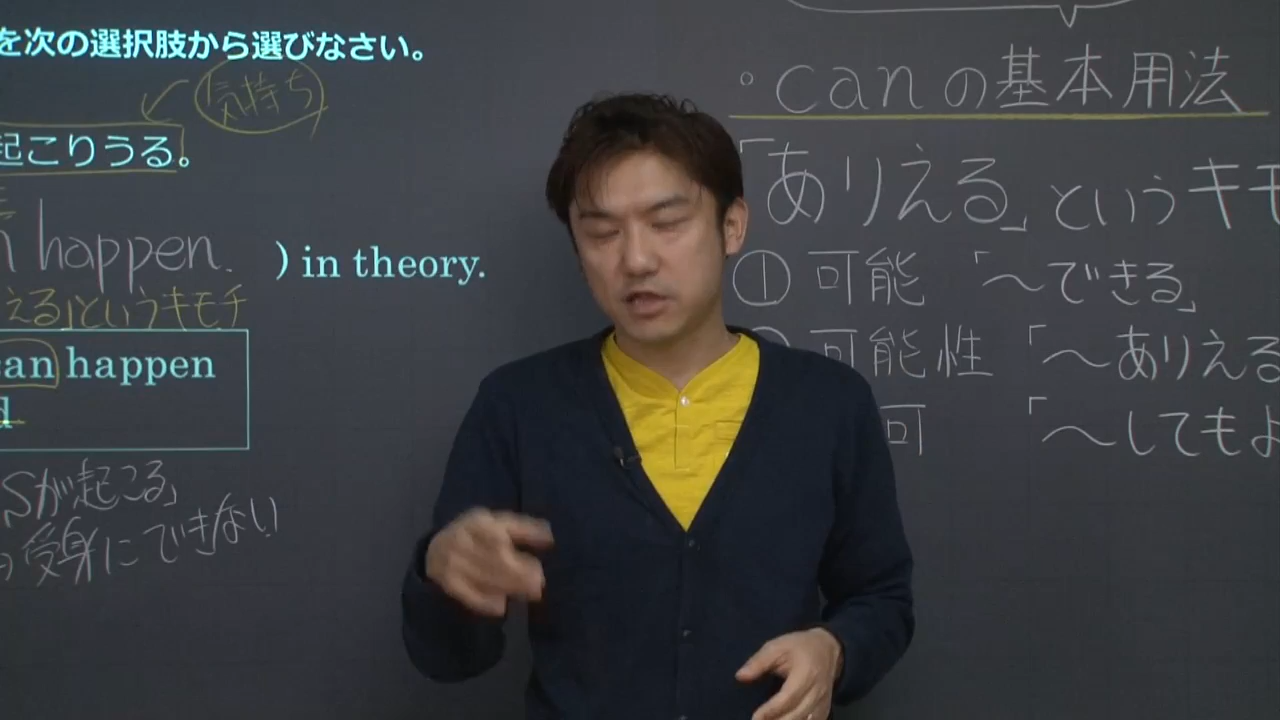 を次の選択肢から選びなさい。
気持ち
起こりうる。
happen.
) in theory.
える」というキモチ
can happen
d
Sが起こる」
受身にできない
・canの基本用法
「ありえる」というキモ
① 可能 「〜できる」
可能性 「〜ありえる
可 「〜してもよ